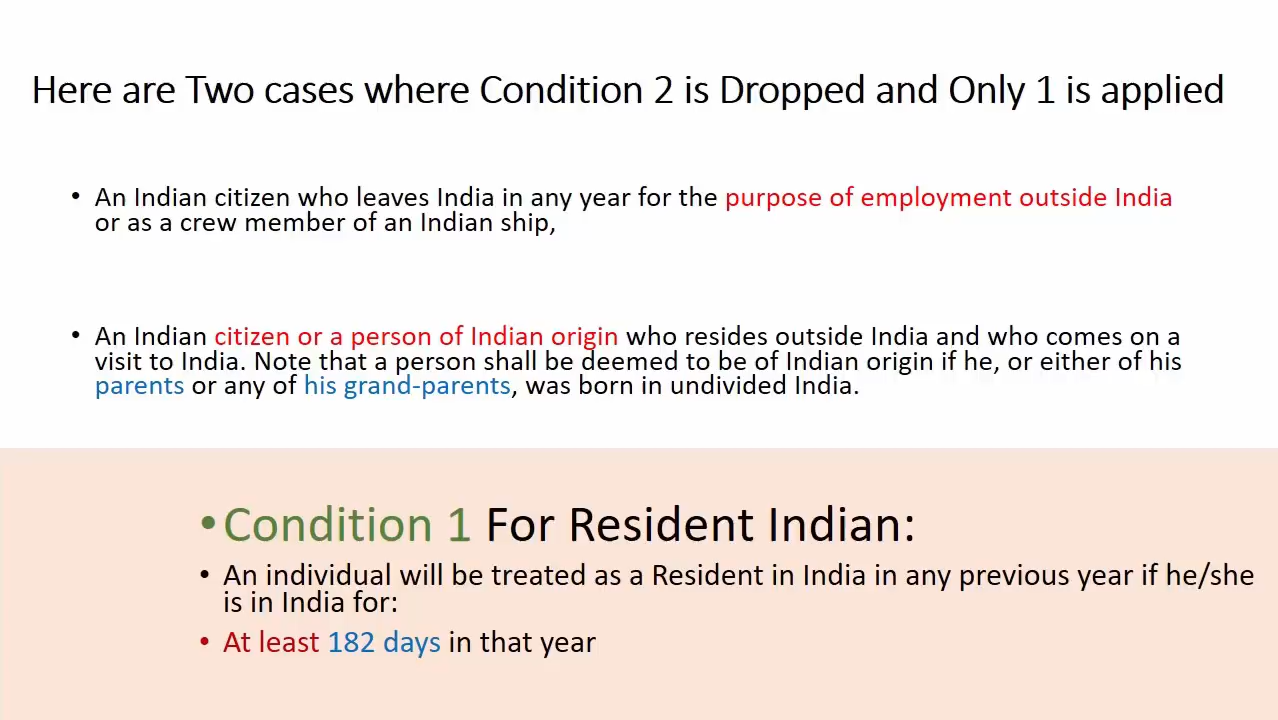 Here are Two cases where Condition 2 is Dropped and Only 1 is applied
• An Indian citizen who leaves India in any year for the purpose of employment outside India
or as a crew member of an Indian ship,
• An Indian citizen or a person of Indian origin who resides outside India and who comes on a
visit to India. Note that a person shall be deemed to be of Indian origin if he, or either of his
parents or any of his grand-parents, was born in undivided India.
•Condition 1 For Resident Indian:
• An individual will be treated as a Resident in India in any previous year if he/she
is in India for:
• At least 182 days in that year